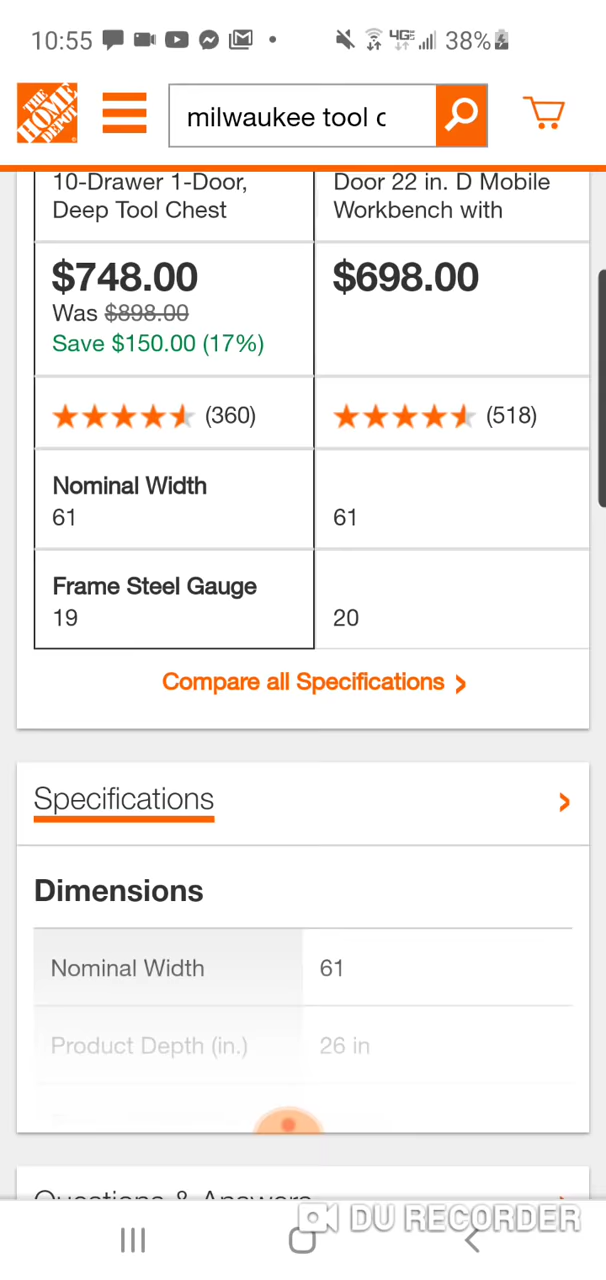 10:55
4GE
38%
THE HOME DEPOT
milwaukee tool c
10-Drawer 1-Door,
Deep Tool Chest
Door 22 in. D Mobile
Workbench with
$748.00
Was $898.00
Save $150.00 (17%)
$698.00
(360)
(518)
Nominal Width
61
61
Frame Steel Gauge
19
20
Compare all Specifications
Specifications
Dimensions
Nominal Width
61
Product Depth (in.)
26 in
Questions & Answers
DU RECORDER